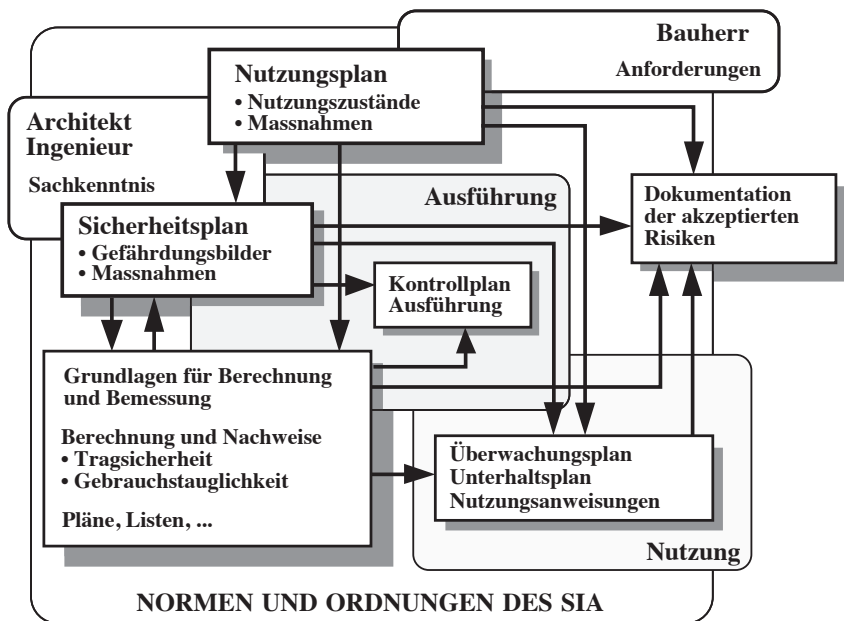 Bauherr
Anforderungen
Nutzungsplan
• Nutzungszustände
• Massnahmen
Architekt
Ingenieur
Sachkenntnis
Ausführung
Dokumentation
der akzeptierten
Risiken
Sicherheitsplan
• Gefährdungsbilder
• Massnahmen
Kontrollplan
Ausführung
Grundlagen für Berechnung
und Bemessung
Berechnung und Nachweise
• Tragsicherheit
• Gebrauchstauglichkeit
Pläne, Listen, ...
Überwachungsplan
Unterhaltsplan
Nutzungsanweisungen
Nutzung
NORMEN UND ORDNUNGEN DES SIA